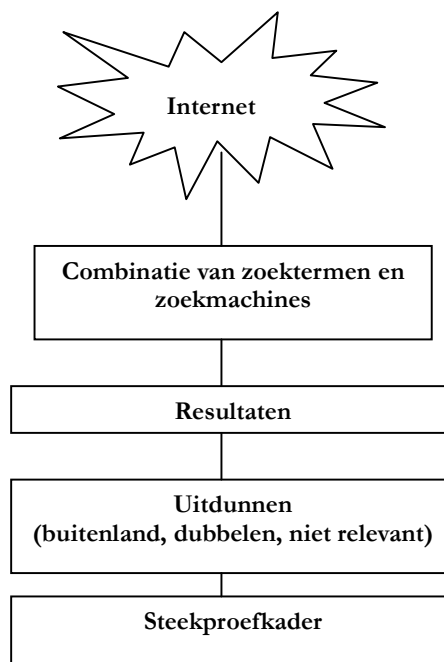 Internet
Combinatie van zoektermen en
zoekmachines
Resultaten
Uitdunnen
(buitenland, dubbelen, niet relevant)
Steekproefkader